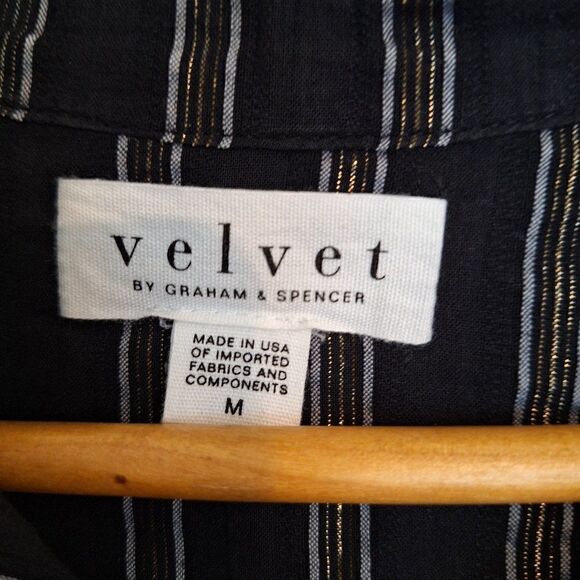 velvet
BY GRAHAM & SPENCER
MADE IN USA
OF IMPORTED
FABRICS AND
COMPONENTS
M